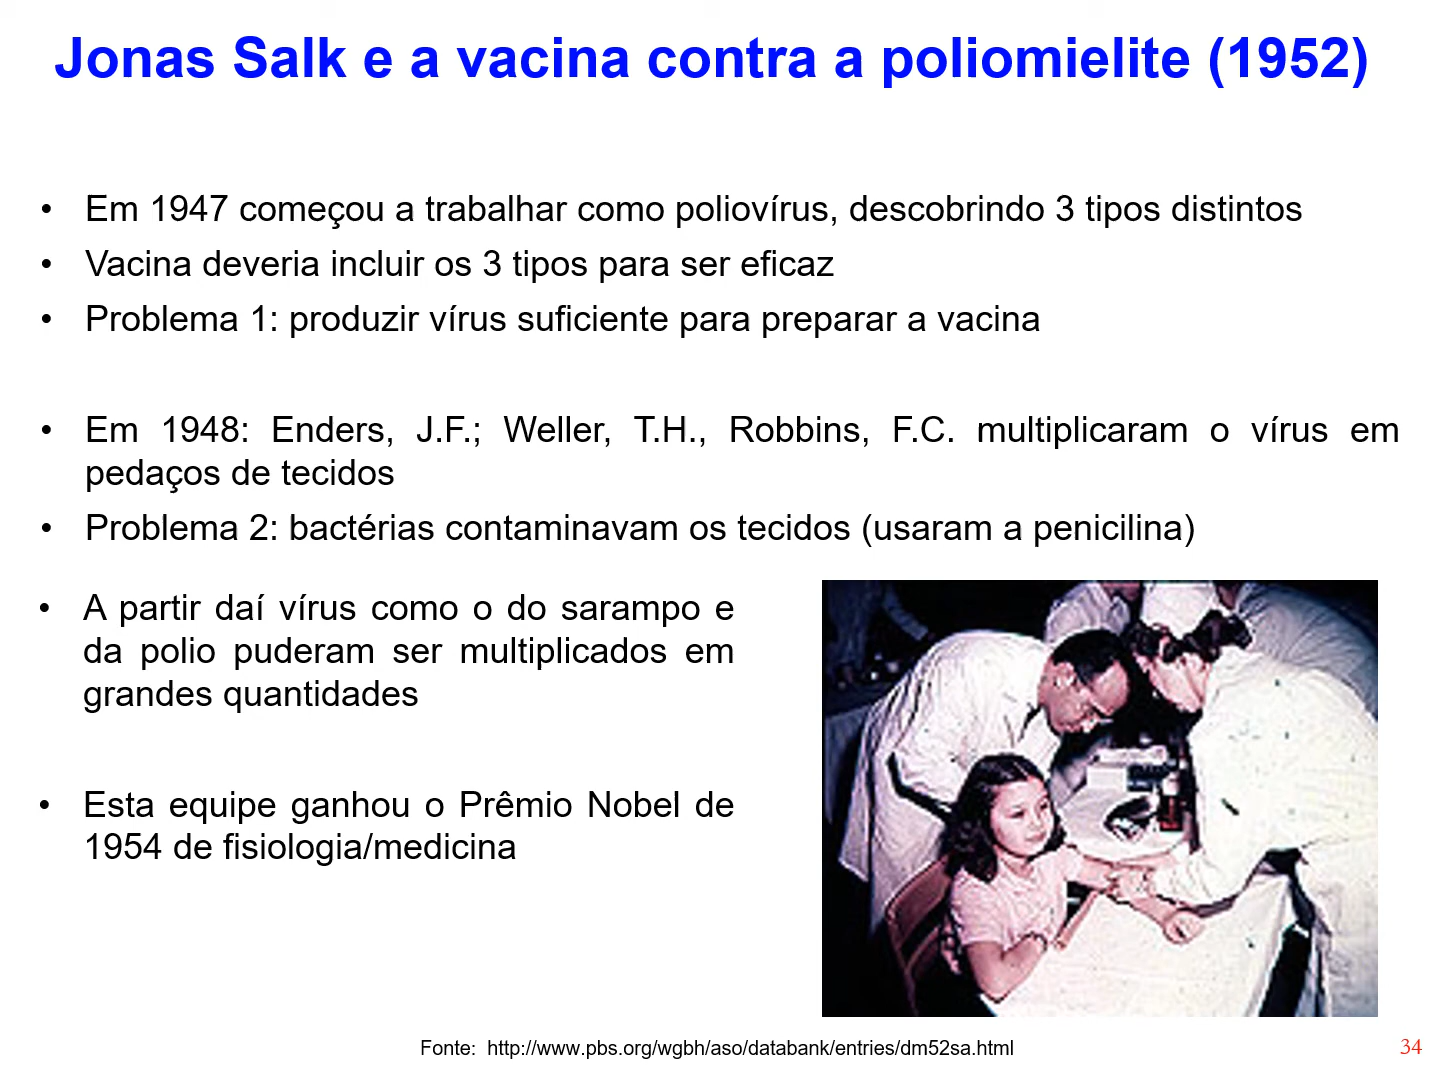 Jonas Salk e a vacina contra a poliomielite (1952)
• Em 1947 começou a trabalhar como poliovírus, descobrindo 3 tipos distintos
• Vacina deveria incluir os 3 tipos para ser eficaz
• Problema 1: produzir vírus suficiente para preparar a vacina
• Em 1948: Enders, J.F.; Weller, T.H., Robbins, F.C. multiplicaram o vírus em
pedaços de tecidos
• Problema 2: bactérias contaminavam os tecidos (usaram a penicilina)
• A partir daí vírus como o do sarampo e
da polio puderam ser multiplicados em
grandes quantidades
• Esta equipe ganhou o Prêmio Nobel de
1954 de fisiologia/medicina
Fonte: http://www.pbs.org/wgbh/aso/databank/entries/dm52sa.html
34